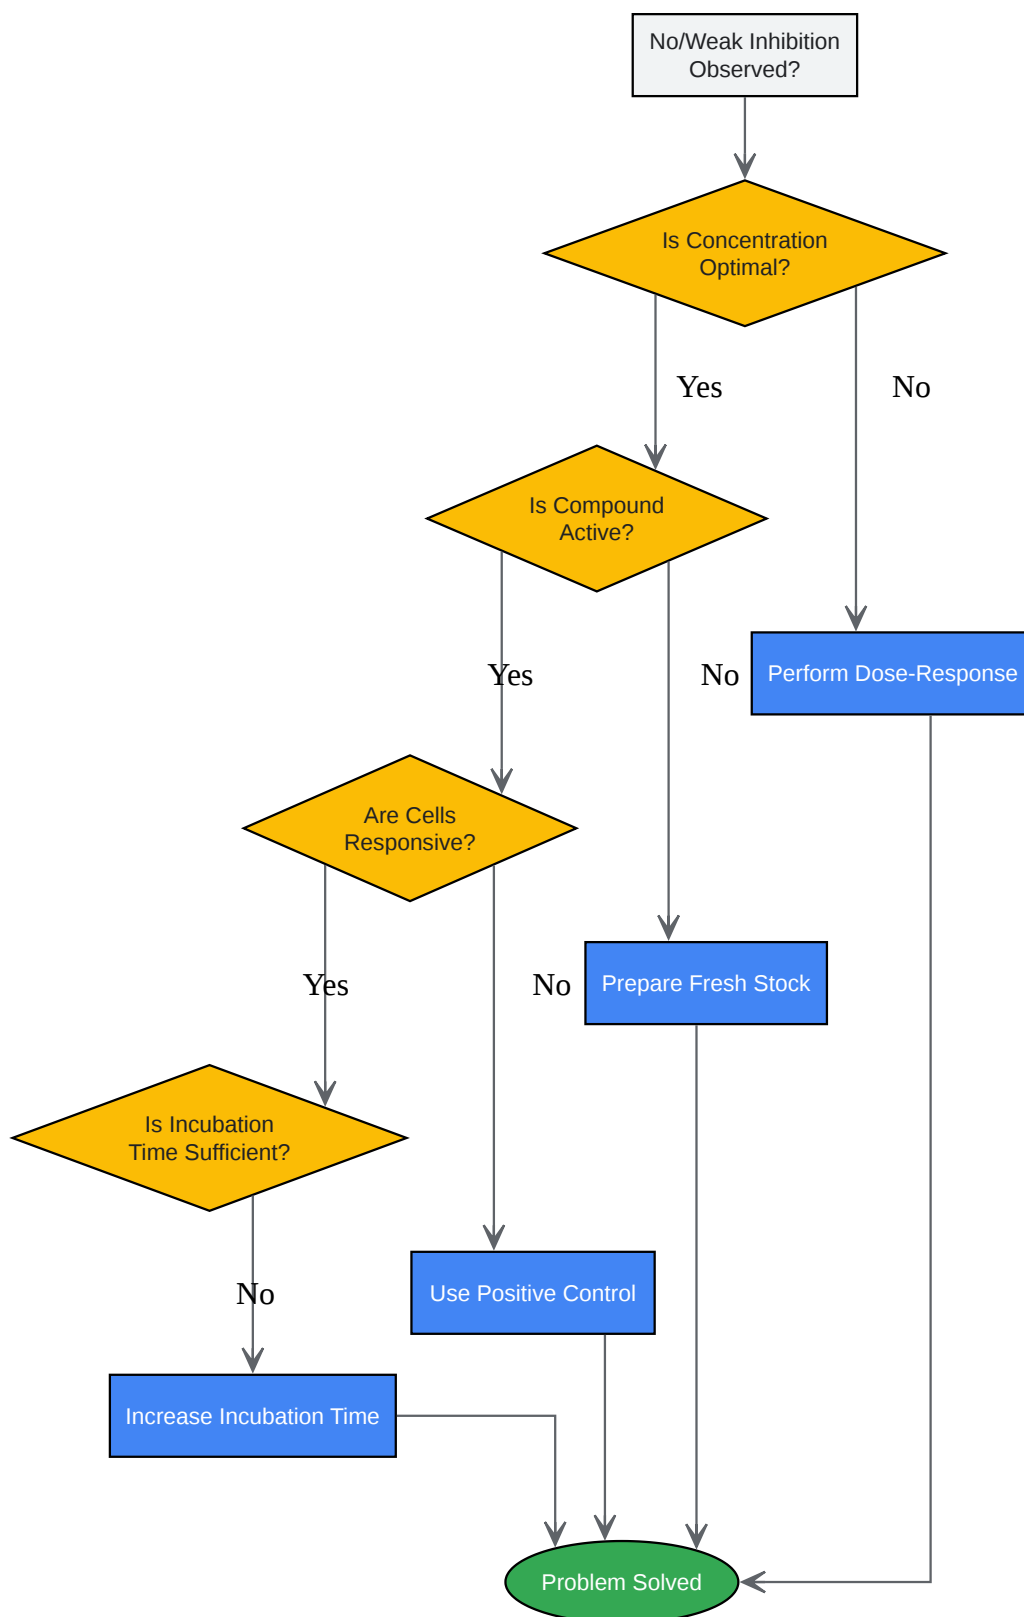 No/Weak Inhibition
Observed?
Is Concentration
Optimal?
Yes
No
Is Compound
Active?
Yes
No
Perform Dose-Response
Are Cells
Responsive?
Yes
No
Prepare Fresh Stock
Is Incubation
Time Sufficient?
No
Use Positive Control
Increase Incubation Time
Problem Solved